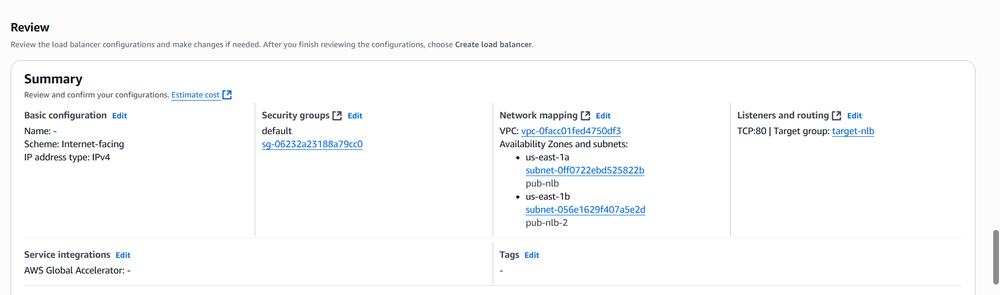 Review
Review the load balancer configurations and make changes if needed. After you finish reviewing the configurations, choose Create load balancer.
Summary
Review and confirm your configurations. Estimate cost
Basic configuration Edit
Name: -
Scheme: Internet-facing
IP address type: IPv4
Security groups Edit
default
sg-06232a23188a79cc0
Network mapping Edit
VPC: vpc-0facc01fed4750df3
Availability Zones and subnets:
• us-east-1a
subnet-0ff0722ebd525822b
pub-nlb
• us-east-1b
subnet-056e1629f407a5e2d
pub-nlb-2
Listeners and routing Edit
TCP:80 | Target group: target-nlb
Service integrations Edit
AWS Global Accelerator: -
Tags Edit
-